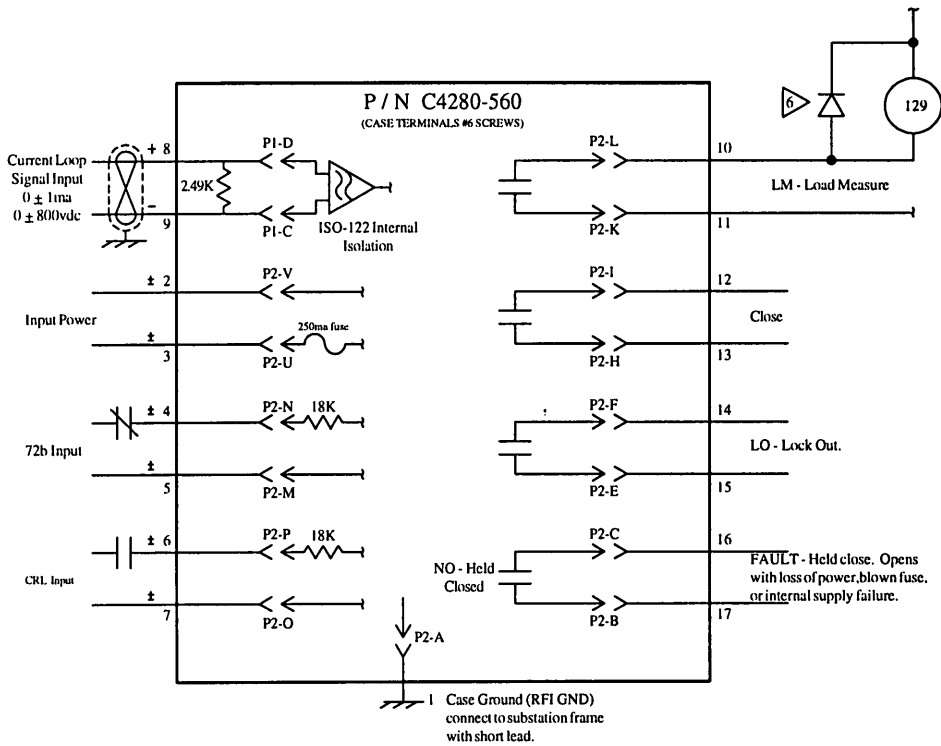 P / N C4280-560
(CASE TERMINALS #6 SCREWS)
6
129
Current Loop
Signal Input
0 ± 1ma
0 ± 800vdc
+ 8
-
9
2.49K
P1-D
P1-C
ISO-122 Internal
Isolation
P2-L
10
LM - Load Measure
P2-K
11
Input Power
± 2
±
3
P2-V
250ma fuse
P2-U
P2-I
12
Close
P2-H
13
72b Input
± 4
±
5
P2-N
18K
P2-M
P2-F
14
LO - Lock Out.
P2-E
15
CRL Input
± 6
±
7
P2-P
18K
P2-O
NO - Held
Closed
P2-C
16
FAULT - Held close. Opens
with loss of power,blown fuse,
or internal supply failure.
P2-B
17
P2-A
1 Case Ground (RFI GND)
connect to substation frame
with short lead.